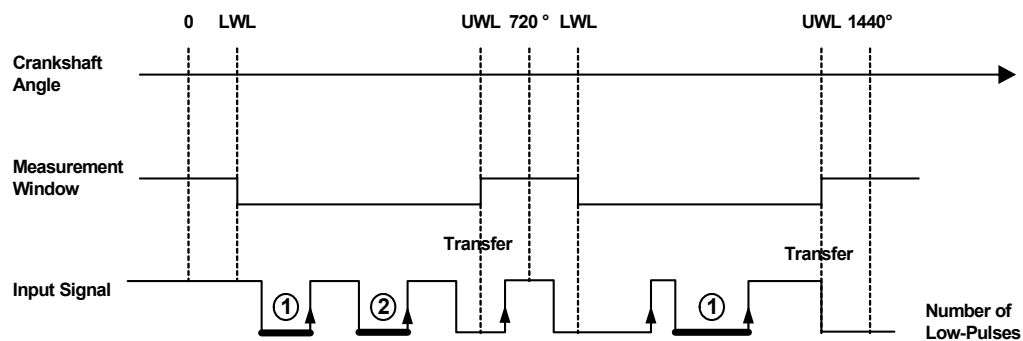 0 LWL UWL 720 ° LWL UWL 1440°
Crankshaft
Angle
Measurement
Window
Transfer Transfer
Input Signal 1 2 1
Number of
Low-Pulses